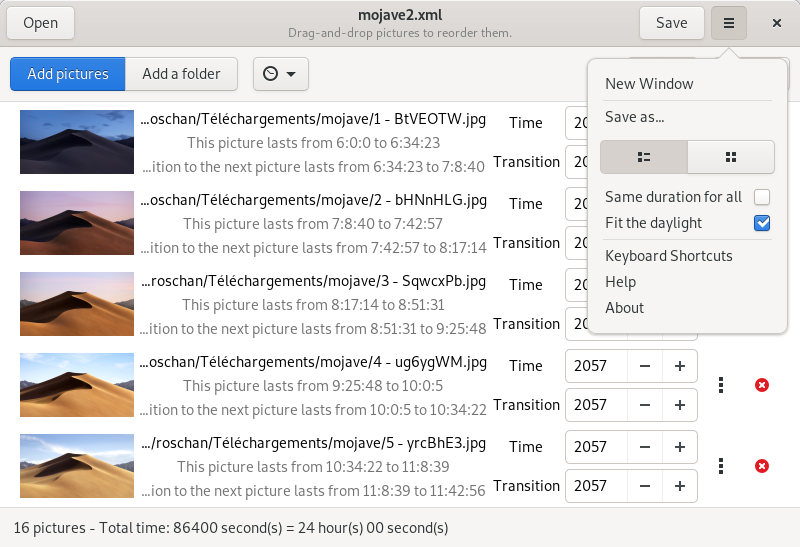 Open
mojave2.xml
Drag-and-drop pictures to reorder them.
Save
Add pictures
Add a folder
New Window
Save as...
Same duration for all
Fit the daylight
Keyboard Shortcuts
Help
About
…oschan/Téléchargements/mojave/1 - BtVEOTW.jpg
This picture lasts from 6:0:0 to 6:34:23
…ition to the next picture lasts from 6:34:23 to 7:8:40
Time
Transition
…oschan/Téléchargements/mojave/2 - bHNnHLG.jpg
This picture lasts from 7:8:40 to 7:42:57
…ition to the next picture lasts from 7:42:57 to 8:17:14
Time
Transition
…roschan/Téléchargements/mojave/3 - SqwcxPb.jpg
This picture lasts from 8:17:14 to 8:51:31
…ition to the next picture lasts from 8:51:31 to 9:25:48
Time
Transition
…oschan/Téléchargements/mojave/4 - ug6ygWM.jpg
This picture lasts from 9:25:48 to 10:0:5
…ition to the next picture lasts from 10:0:5 to 10:34:22
Time 2057 − +
Transition 2057 − +
…/roschan/Téléchargements/mojave/5 - yrcBhE3.jpg
This picture lasts from 10:34:22 to 11:8:39
…ion to the next picture lasts from 11:8:39 to 11:42:56
Time 2057 − +
Transition 2057 − +
16 pictures - Total time: 86400 second(s) = 24 hour(s) 00 second(s)